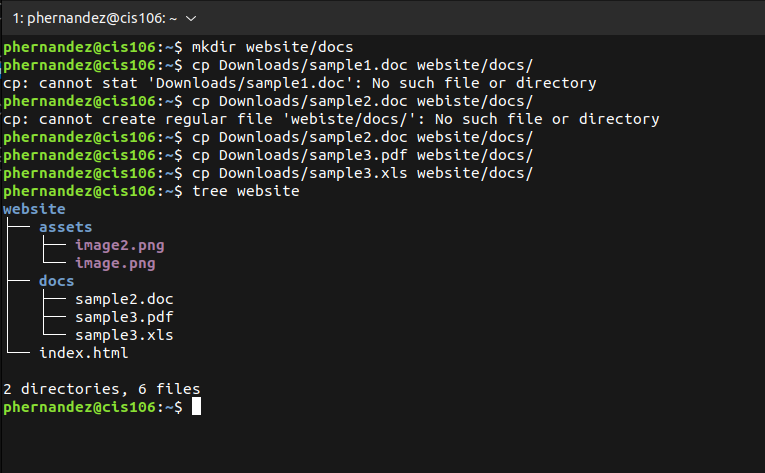 1: phernandez@cis106: ~
phernandez@cis106:~$ mkdir website/docs
phernandez@cis106:~$ cp Downloads/sample1.doc website/docs/
cp: cannot stat 'Downloads/sample1.doc': No such file or directory
phernandez@cis106:~$ cp Downloads/sample2.doc webiste/docs/
cp: cannot create regular file 'webiste/docs/': No such file or directory
phernandez@cis106:~$ cp Downloads/sample2.doc website/docs/
phernandez@cis106:~$ cp Downloads/sample3.pdf website/docs/
phernandez@cis106:~$ cp Downloads/sample3.xls website/docs/
phernandez@cis106:~$ tree website
website
├── assets
│   ├── image2.png
│   └── image.png
├── docs
│   ├── sample2.doc
│   ├── sample3.pdf
│   └── sample3.xls
└── index.html
2 directories, 6 files
phernandez@cis106:~$